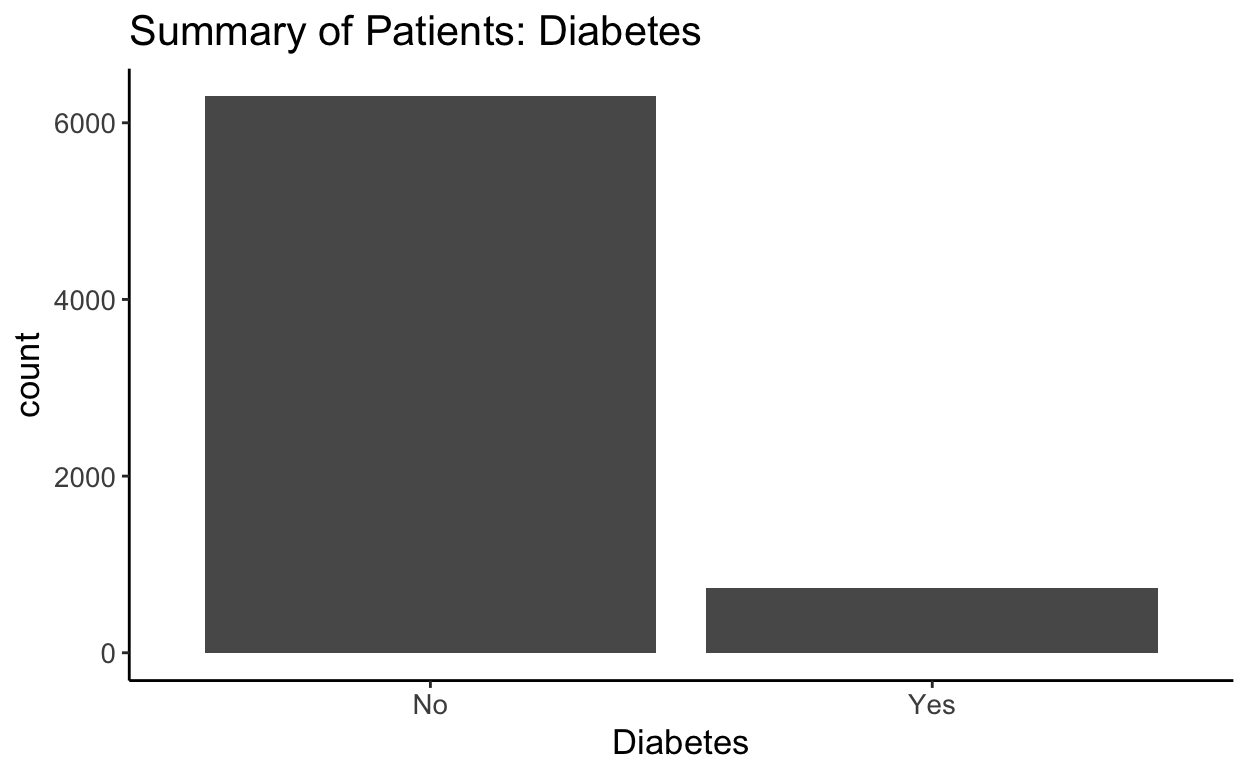 Summary of Patients: Diabetes
6000
4000
2000
0
count
No
Yes
Diabetes